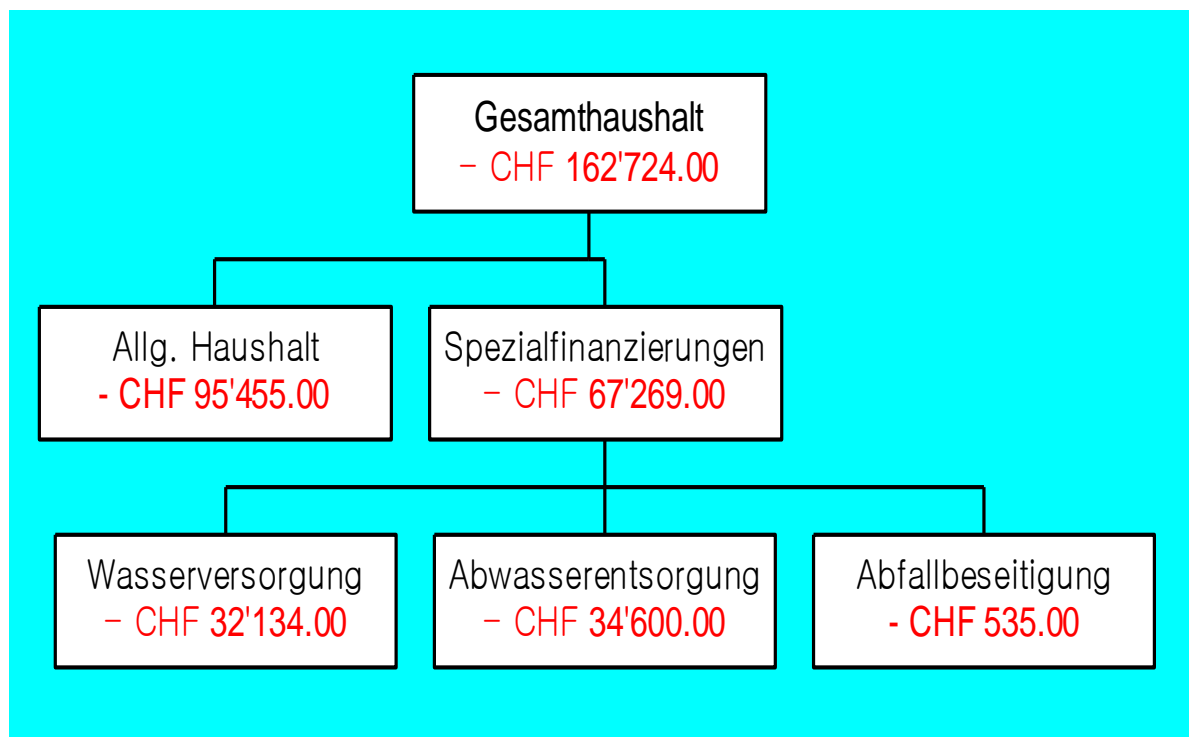 Gesamthaushalt
– CHF 162'724.00
Allg. Haushalt
- CHF 95'455.00
Spezialfinanzierungen
– CHF 67'269.00
Wasserversorgung
– CHF 32'134.00
Abwasserentsorgung
– CHF 34'600.00
Abfallbeseitigung
- CHF 535.00